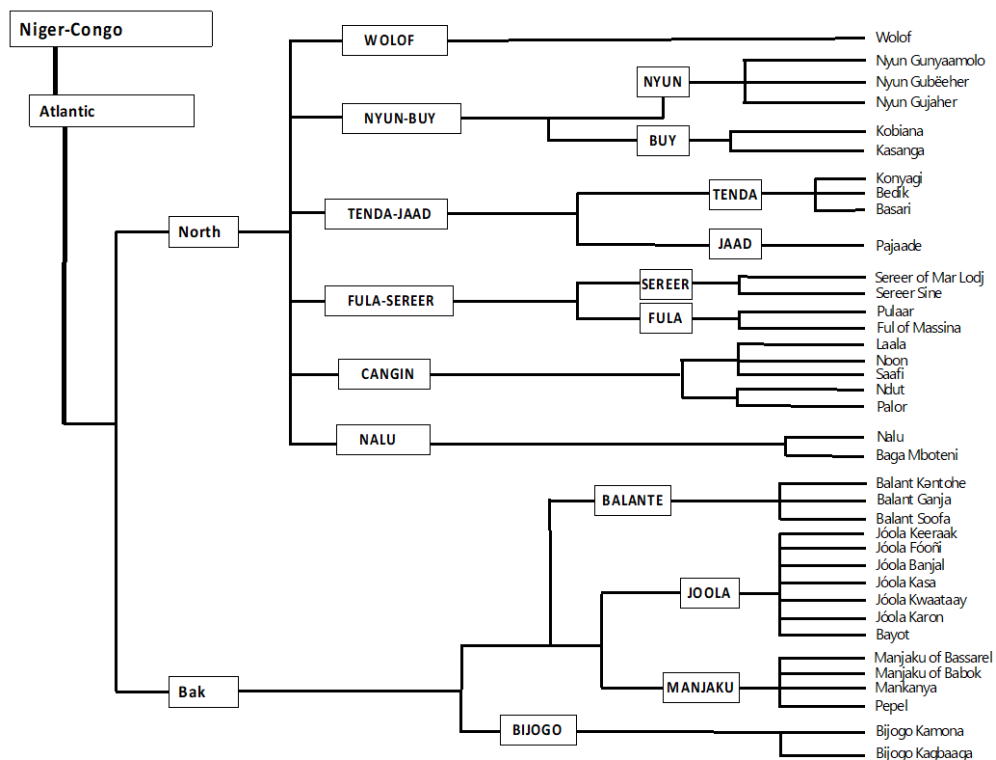 Niger-Congo
Atlantic
North
WOLOF
Wolof
NYUN-BUY
NYUN
Nyun Gunyaamolo
Nyun Gubëeher
Nyun Gujaher
BUY
Kobiana
Kasanga
TENDA-JAAD
TENDA
Konyagi
Bedik
Basari
JAAD
Pajaade
FULA-SEREER
SEREER
Sereer of Mar Lodj
Sereer Sine
FULA
Pulaar
Ful of Massina
CANGIN
Laala
Noon
Saafi
Ndut
Palor
NALU
Nalu
Baga Mboteni
Bak
BALANTE
Balant Kəntohe
Balant Ganja
Balant Soofa
JOOLA
Jóola Keeraak
Jóola Fóoñi
Jóola Banjal
Jóola Kasa
Jóola Kwaataay
Jóola Karon
Bayot
MANJAKU
Manjaku of Bassarel
Manjaku of Babok
Mankanya
Pepel
BIJOGO
Bijogo Kamona
Bijogo Kagbaaga